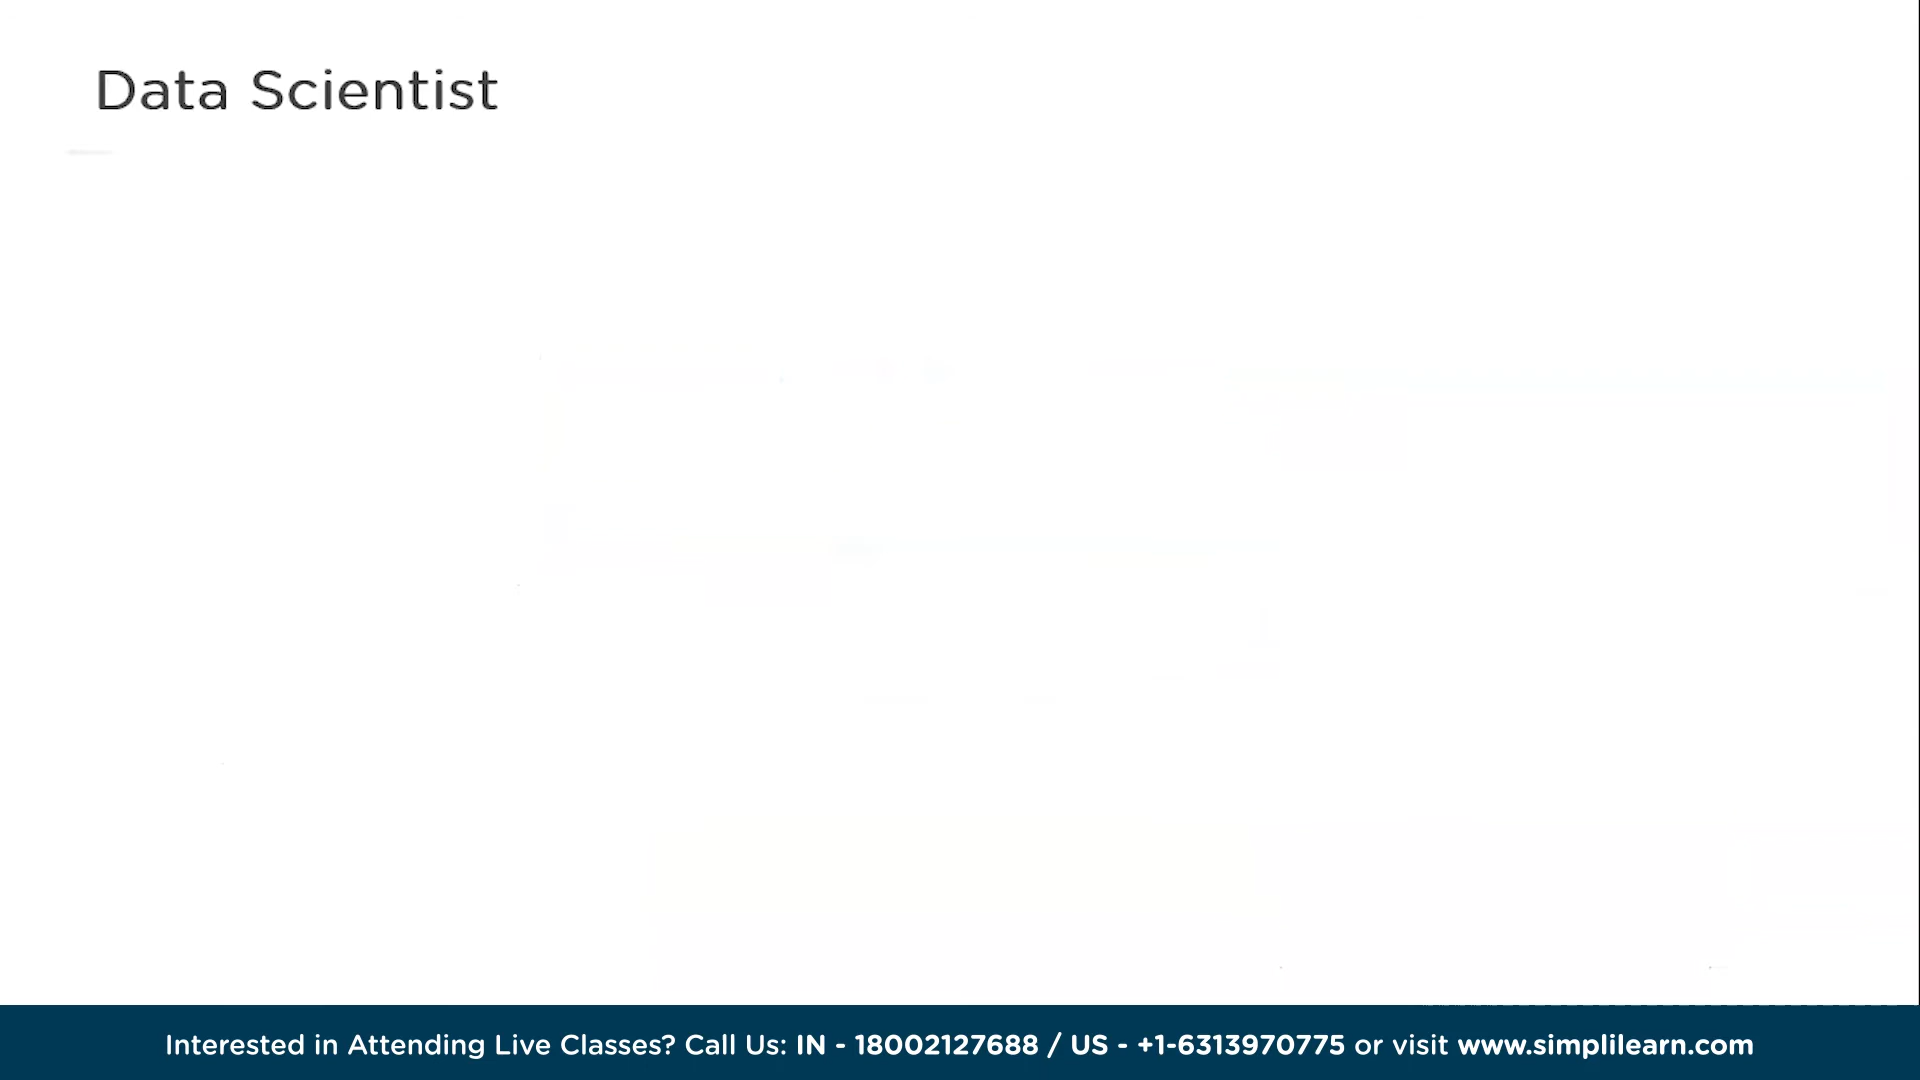 Data Scientist
Interested in Attending Live Classes? Call Us: IN - 18002127688 / US - +1-6313970775 or visit www.simplilearn.com